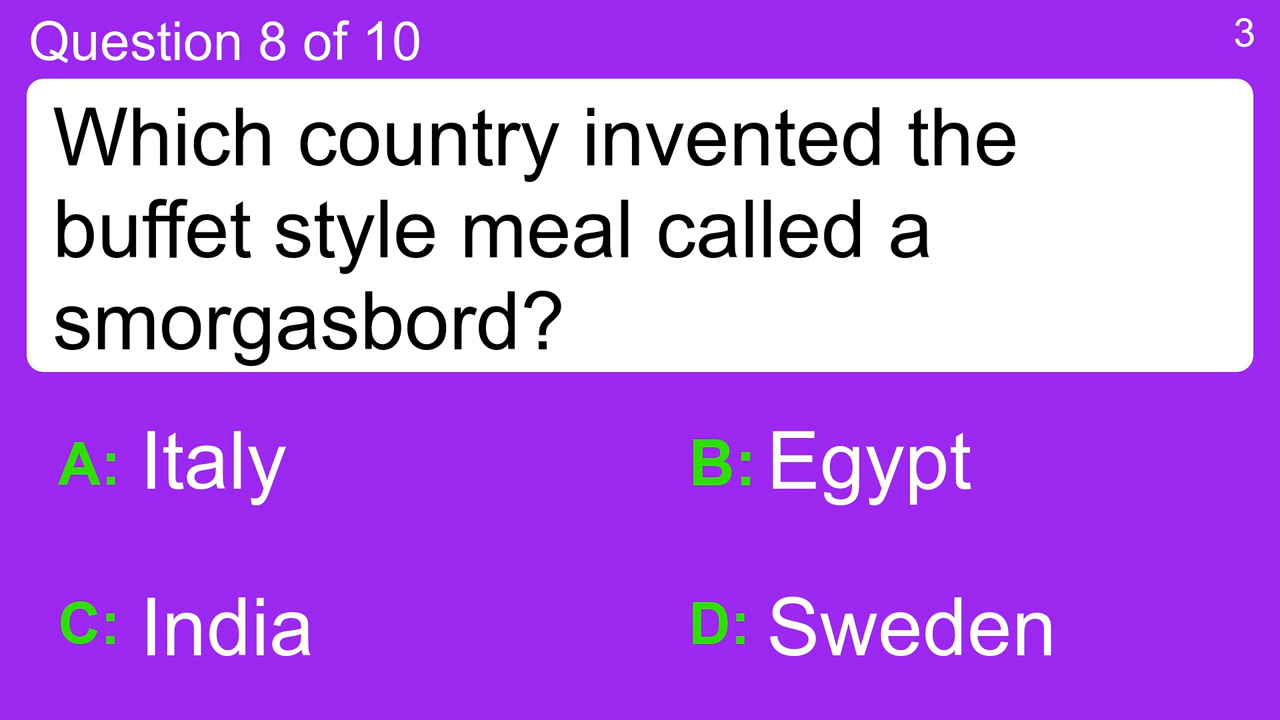 Question 8 of 10
3
Which country invented the
buffet style meal called a
smorgasbord?
A: Italy
B: Egypt
C: India
D: Sweden